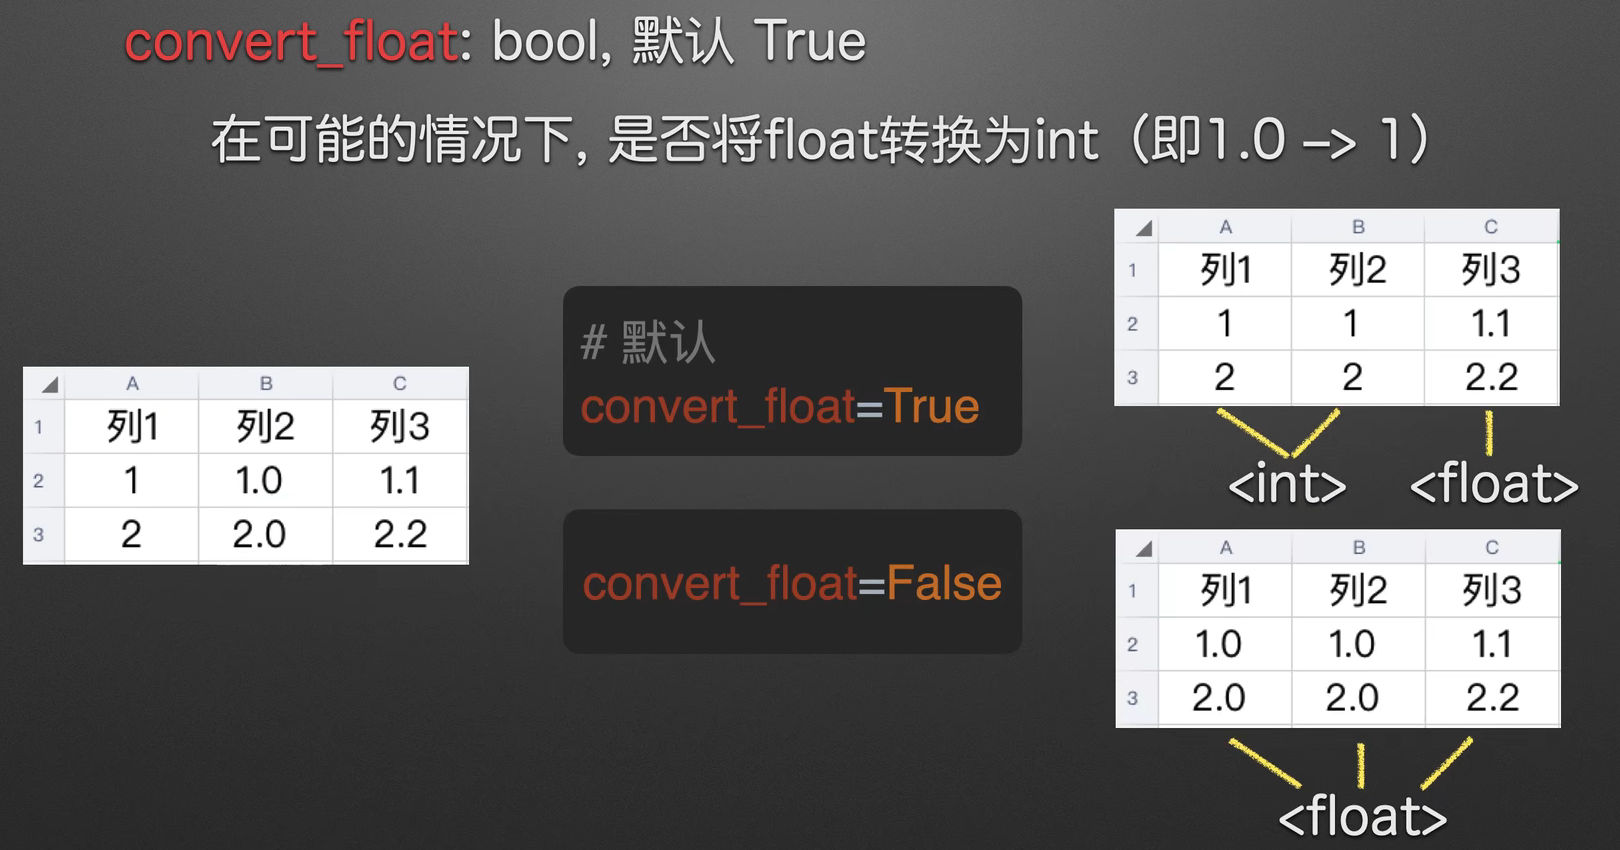 convert_float: bool, 默认 True
在可能的情况下, 是否将float转换为int（即1.0 –> 1）
A B C
1 列1 列2 列3
2 1 1.0 1.1
3 2 2.0 2.2
# 默认
convert_float=True
convert_float=False
A B C
1 列1 列2 列3
2 1 1 1.1
3 2 2 2.2
<int> <float>
A B C
1 列1 列2 列3
2 1.0 1.0 1.1
3 2.0 2.0 2.2
<float>